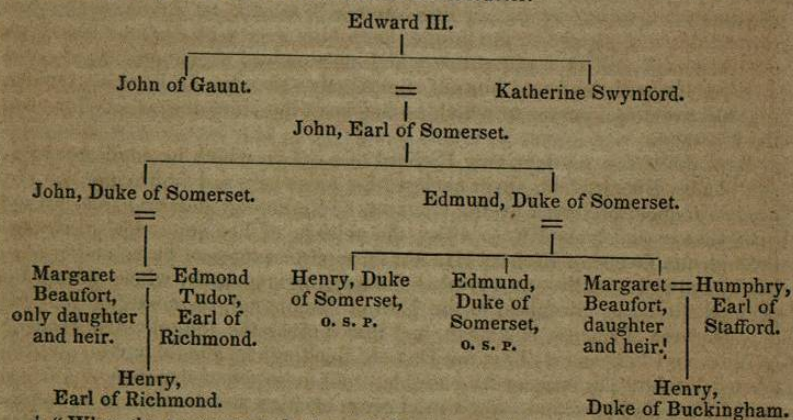 Edward III.
John of Gaunt. = Katherine Swynford.
John, Earl of Somerset.
John, Duke of Somerset.
=
Edmund, Duke of Somerset.
=
Margaret
Beaufort,
only daughter
and heir.
=
Edmond
Tudor,
Earl of
Richmond.
Henry, Duke
of Somerset,
O. S. P.
Edmund,
Duke of
Somerset,
O. S. P.
Margaret
Beaufort,
daughter
and heir.
=
Humphry,
Earl of
Stafford.
Henry,
Earl of Richmond.
Henry,
Duke of Buckingham.